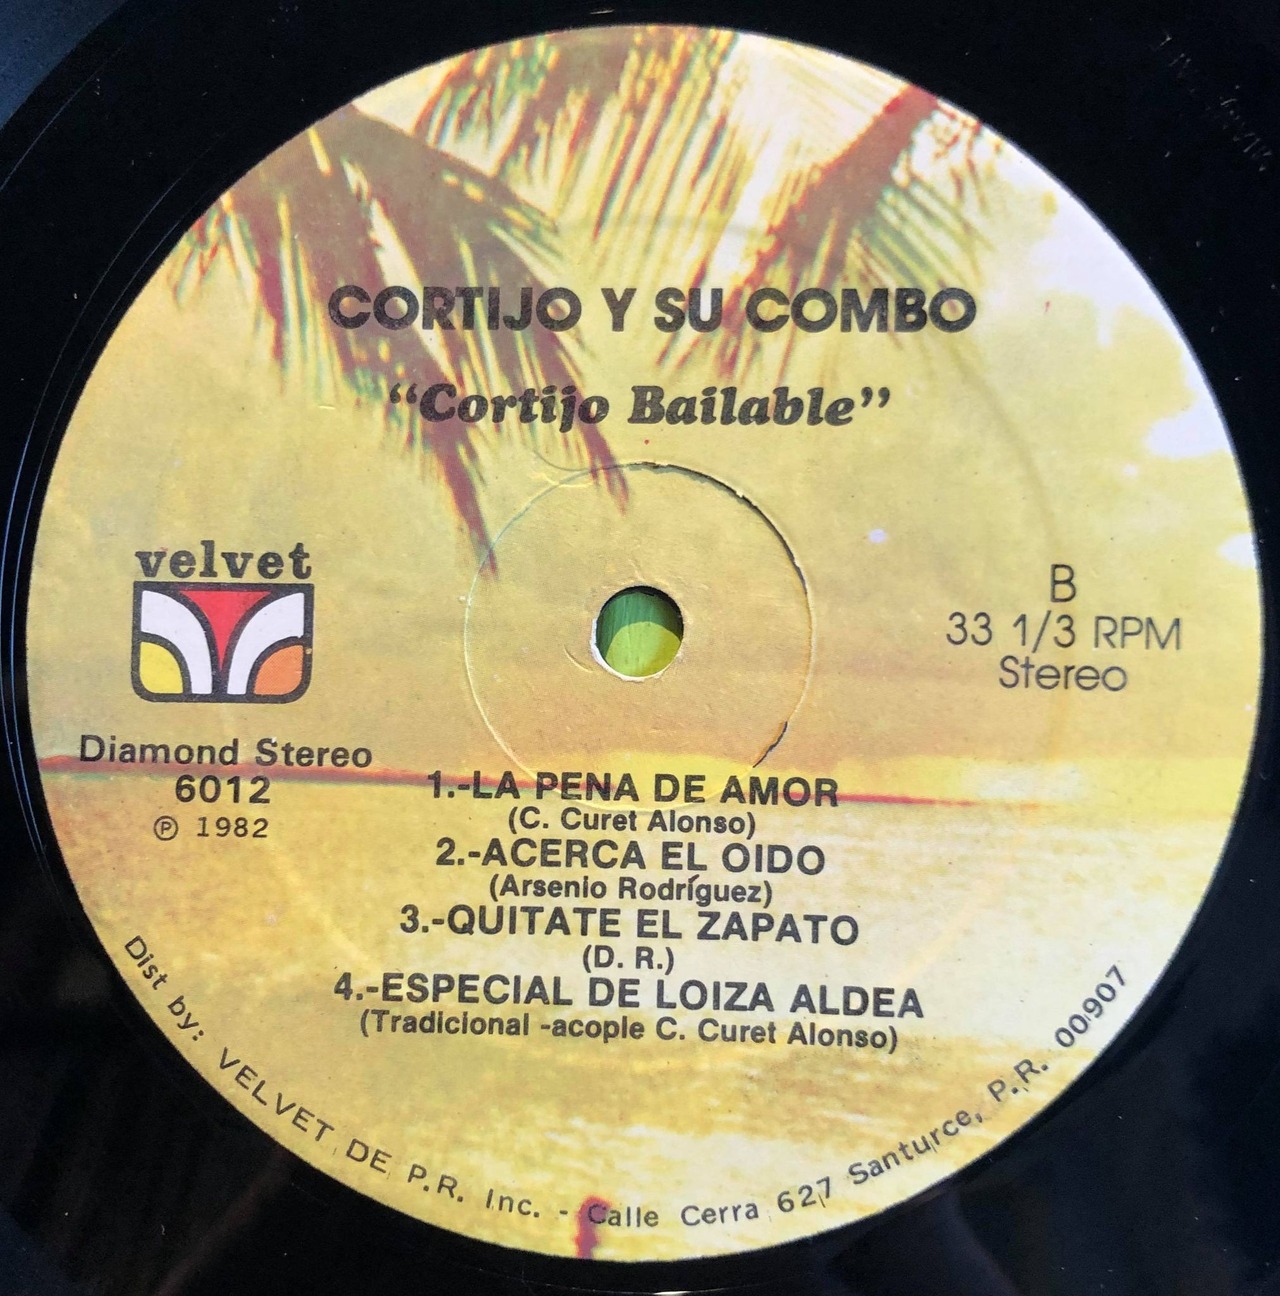 CORTIJO Y SU COMBO
“Cortijo Bailable”
velvet
B
33 1/3 RPM
Stereo
Diamond Stereo
6012
℗ 1982
1.-LA PENA DE AMOR
(C. Curet Alonso)
2.-ACERCA EL OIDO
(Arsenio Rodríguez)
3.-QUITATE EL ZAPATO
(D. R.)
4.-ESPECIAL DE LOIZA ALDEA
(Tradicional -acople C. Curet Alonso)
Dist by: VELVET DE P.R. Inc. - Calle Cerra 627 Santurce, P.R. 00907